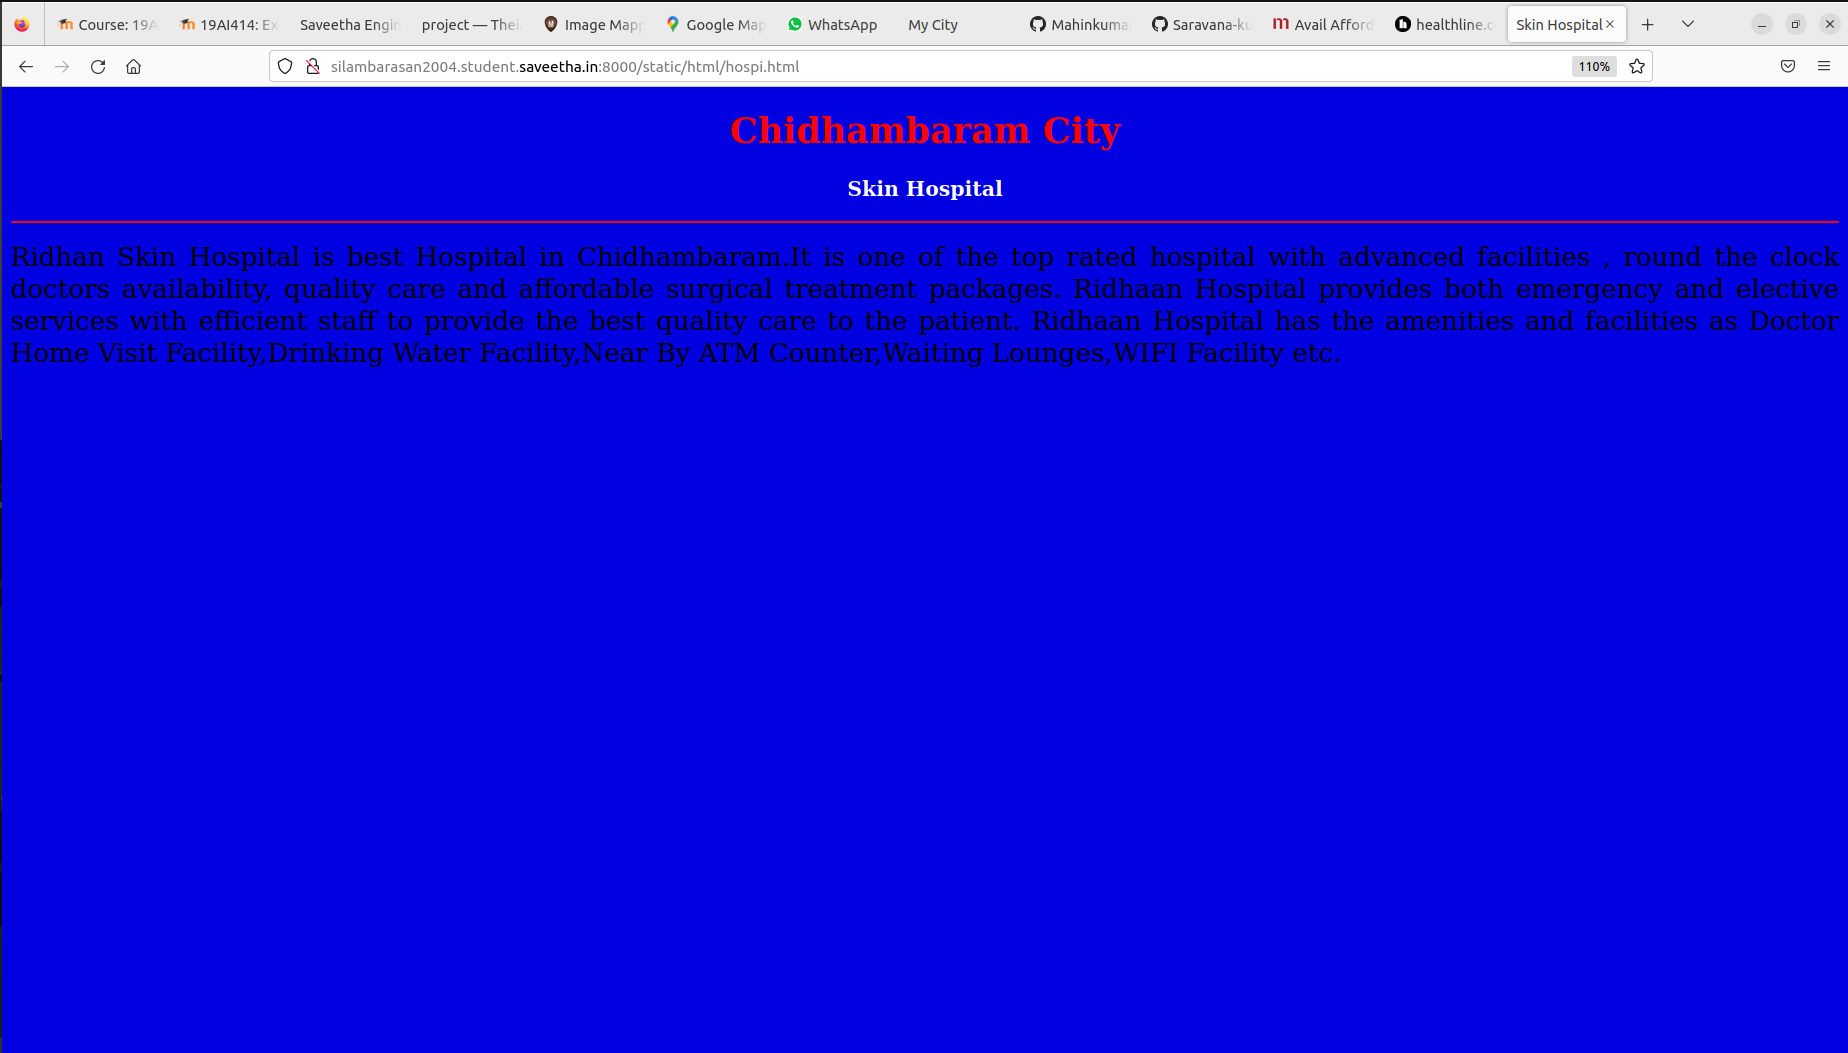 Course: 19A
19AI414: Ex
Saveetha Engin
project — Thei
Image Mapp
Google Map
WhatsApp
My City
Mahinkuma
Saravana-ku
Avail Afford
healthline.c
Skin Hospital
silambarasan2004.student.saveetha.in:8000/static/html/hospi.html
110%
Chidhambaram City
Skin Hospital
Ridhan Skin Hospital is best Hospital in Chidhambaram.It is one of the top rated hospital with advanced facilities , round the clock
doctors availability, quality care and affordable surgical treatment packages. Ridhaan Hospital provides both emergency and elective
services with efficient staff to provide the best quality care to the patient. Ridhaan Hospital has the amenities and facilities as Doctor
Home Visit Facility,Drinking Water Facility,Near By ATM Counter,Waiting Lounges,WIFI Facility etc.